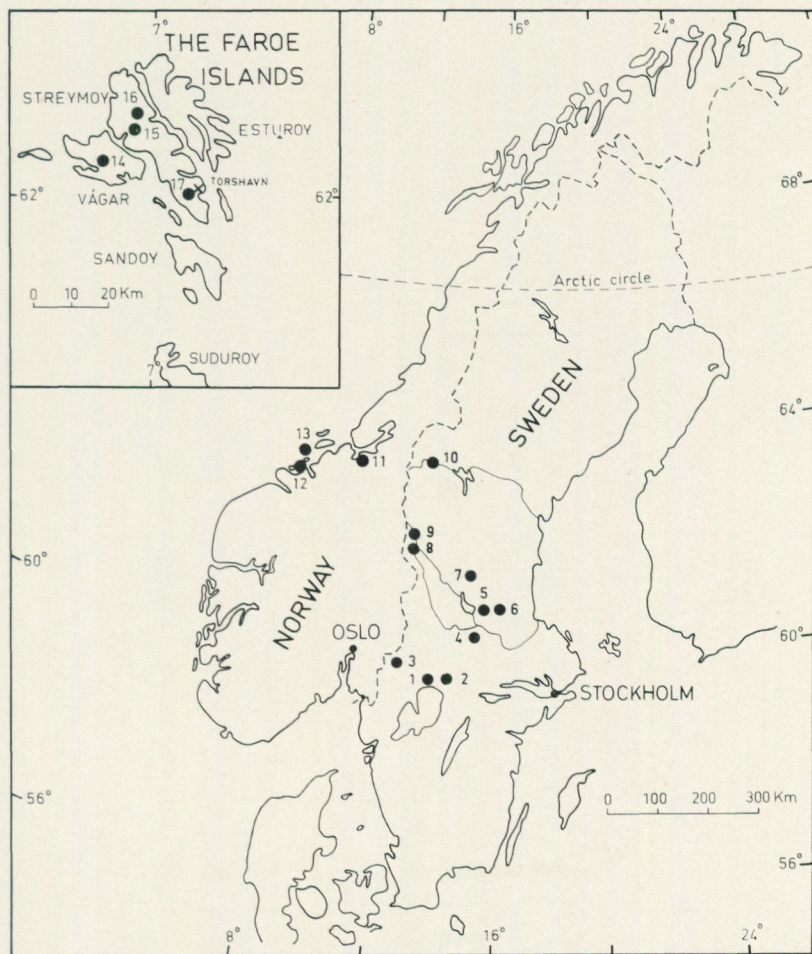 7°
THE FAROE
ISLANDS
STREYMOY
16
15
ESTUROY
14
17
TORSHAVN
62°
62°
VÁGAR
SANDOY
0 10 20 Km
SUDUROY
7°
8°
16°
24°
68°
Arctic circle
64°
SWEDEN
13
12
11
10
9
8
7
5
6
4
60°
60°
NORWAY
OSLO
3
1
2
STOCKHOLM
0 100 200 300 Km
56°
56°
8°
16°
24°